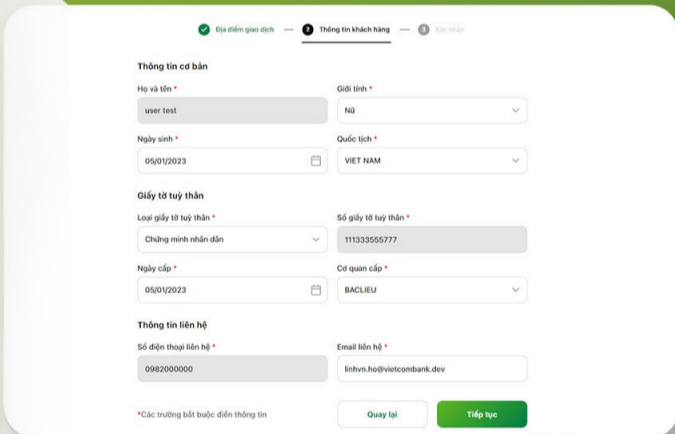 Địa điểm giao dịch — 2 Thông tin khách hàng — 3 Xác nhận
Thông tin cơ bản
Họ và tên * Giới tính *
user test Nữ
Ngày sinh * Quốc tịch *
05/01/2023 VIET NAM
Giấy tờ tuỳ thân
Loại giấy tờ tuỳ thân * Số giấy tờ tuỳ thân *
Chứng minh nhân dân 111333555777
Ngày cấp * Cơ quan cấp *
05/01/2023 BACLIEU
Thông tin liên hệ
Số điện thoại liên hệ * Email liên hệ *
0982000000 linhvn.ho@vietcombank.dev
*Các trường bắt buộc điền thông tin Quay lại Tiếp tục